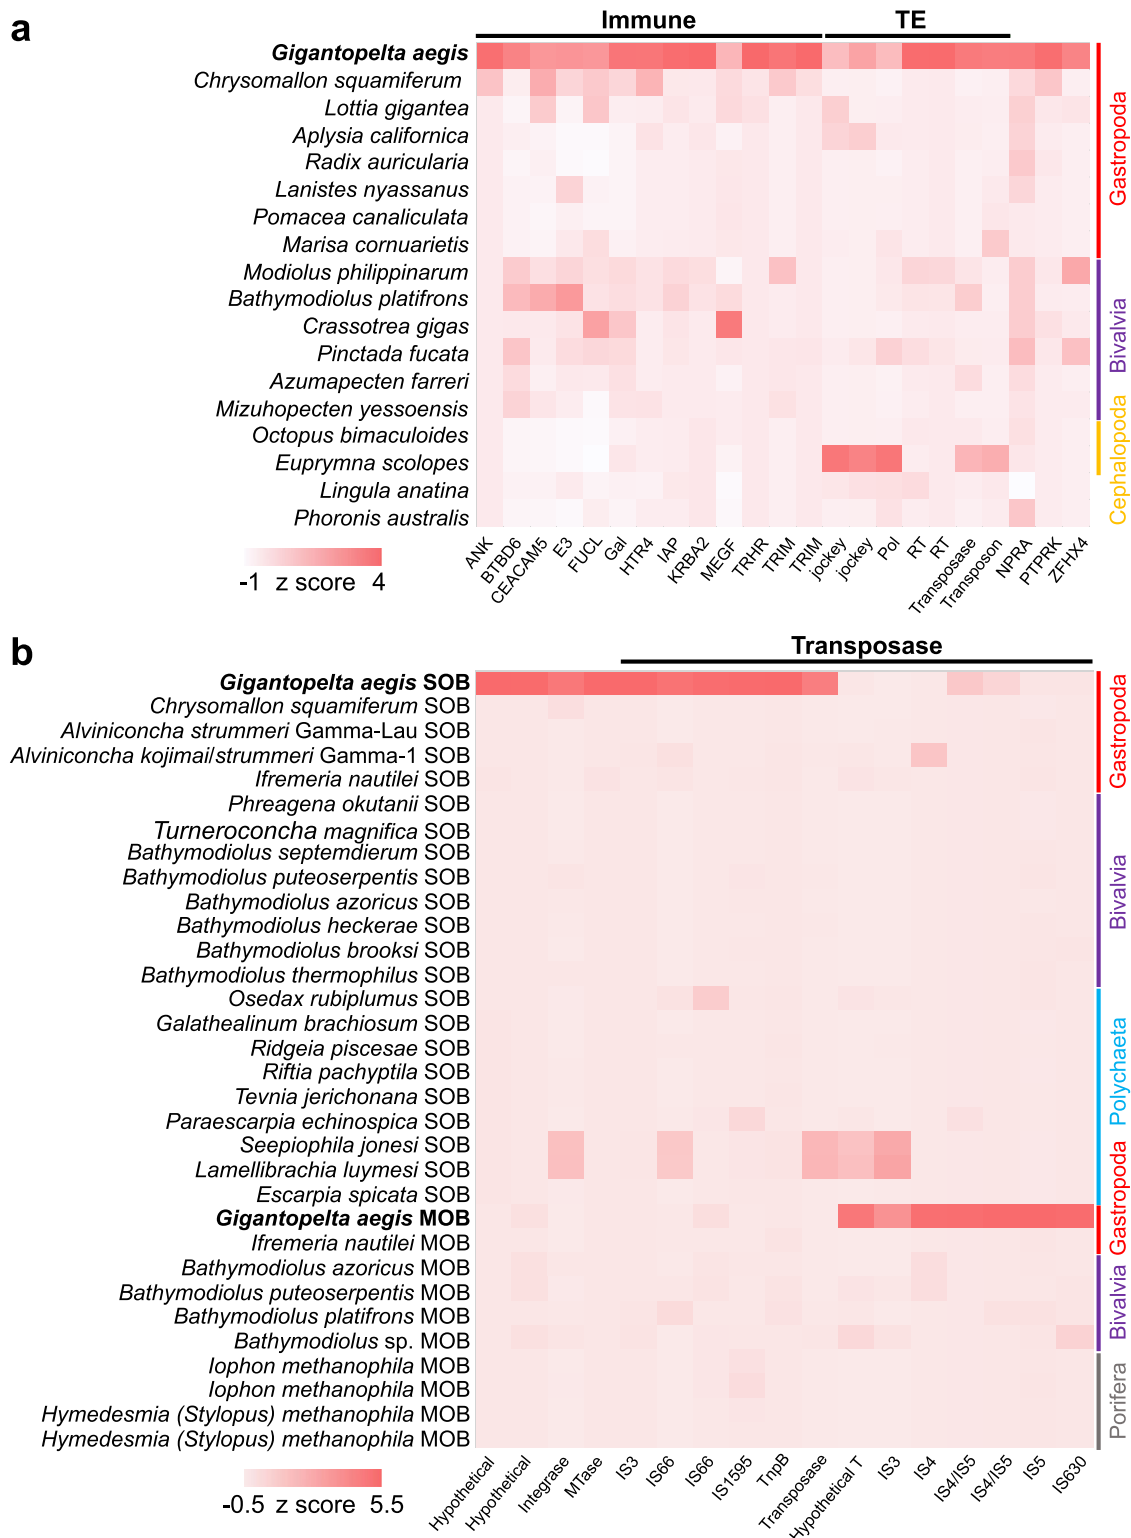 a
Immune
TE
Gigantopelta aegis
Chrysomallon squamiferum
Lottia gigantea
Aplysia californica
Radix auricularia
Lanistes nyassanus
Pomacea canaliculata
Marisa cornuarietis
Modiolus philippinarum
Bathymodiolus platifrons
Crassotrea gigas
Pinctada fucata
Azumapecten farreri
Mizuhopecten yessoensis
Octopus bimaculoides
Euprymna scolopes
Lingula anatina
Phoronis australis
Gastropoda
Bivalvia
Cephalopoda
ANK
BTBD6
CEACAM5
E3
FUCL
Gal
HTR4
IAP
KRBA2
MEGF
TRHR
TRIM
TRIM
jockey
jockey
Pol
RT
RT
Transposase
Transposon
NPRA
PTPRK
ZFHX4
-1 z score 4
b
Transposase
Gigantopelta aegis SOB
Chrysomallon squamiferum SOB
Alviniconcha strummeri Gamma-Lau SOB
Alviniconcha kojimai/strummeri Gamma-1 SOB
Ifremeria nautilei SOB
Phreagena okutanii SOB
Turneroconcha magnifica SOB
Bathymodiolus septemdierum SOB
Bathymodiolus puteoserpentis SOB
Bathymodiolus azoricus SOB
Bathymodiolus heckerae SOB
Bathymodiolus brooksi SOB
Bathymodiolus thermophilus SOB
Osedax rubiplumus SOB
Galathealinum brachiosum SOB
Ridgeia piscesae SOB
Riftia pachyptila SOB
Tevnia jerichonana SOB
Paraescarpia echinospica SOB
Seepiophila jonesi SOB
Lamellibrachia luymesi SOB
Escarpia spicata SOB
Gigantopelta aegis MOB
Ifremeria nautilei MOB
Bathymodiolus azoricus MOB
Bathymodiolus puteoserpentis MOB
Bathymodiolus platifrons MOB
Bathymodiolus sp. MOB
Iophon methanophila MOB
Iophon methanophila MOB
Hymedesmia (Stylopus) methanophila MOB
Hymedesmia (Stylopus) methanophila MOB
Gastropoda
Bivalvia
Polychaeta
Gastropoda
Bivalvia
Porifera
Hypothetical
Hypothetical
Integrase
MTase
IS3
IS66
IS66
IS1595
TnpB
Transposase
Hypothetical T
IS3
IS4
IS4/IS5
IS4/IS5
IS5
IS630
-0.5 z score 5.5